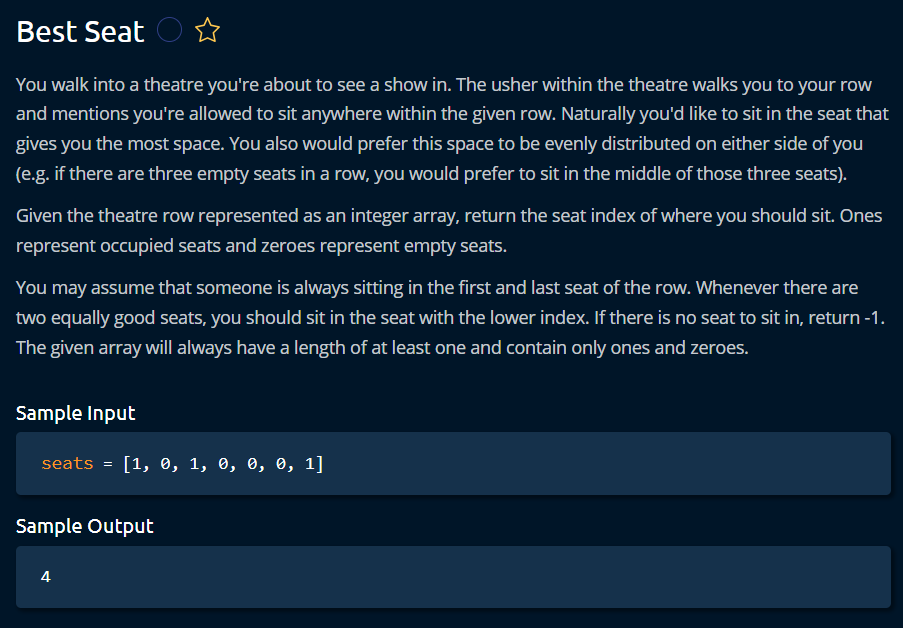 Best Seat
You walk into a theatre you're about to see a show in. The usher within the theatre walks you to your row
and mentions you're allowed to sit anywhere within the given row. Naturally you'd like to sit in the seat that
gives you the most space. You also would prefer this space to be evenly distributed on either side of you
(e.g. if there are three empty seats in a row, you would prefer to sit in the middle of those three seats).
Given the theatre row represented as an integer array, return the seat index of where you should sit. Ones
represent occupied seats and zeroes represent empty seats.
You may assume that someone is always sitting in the first and last seat of the row. Whenever there are
two equally good seats, you should sit in the seat with the lower index. If there is no seat to sit in, return -1.
The given array will always have a length of at least one and contain only ones and zeroes.
Sample Input
seats = [1, 0, 1, 0, 0, 0, 1]
Sample Output
4